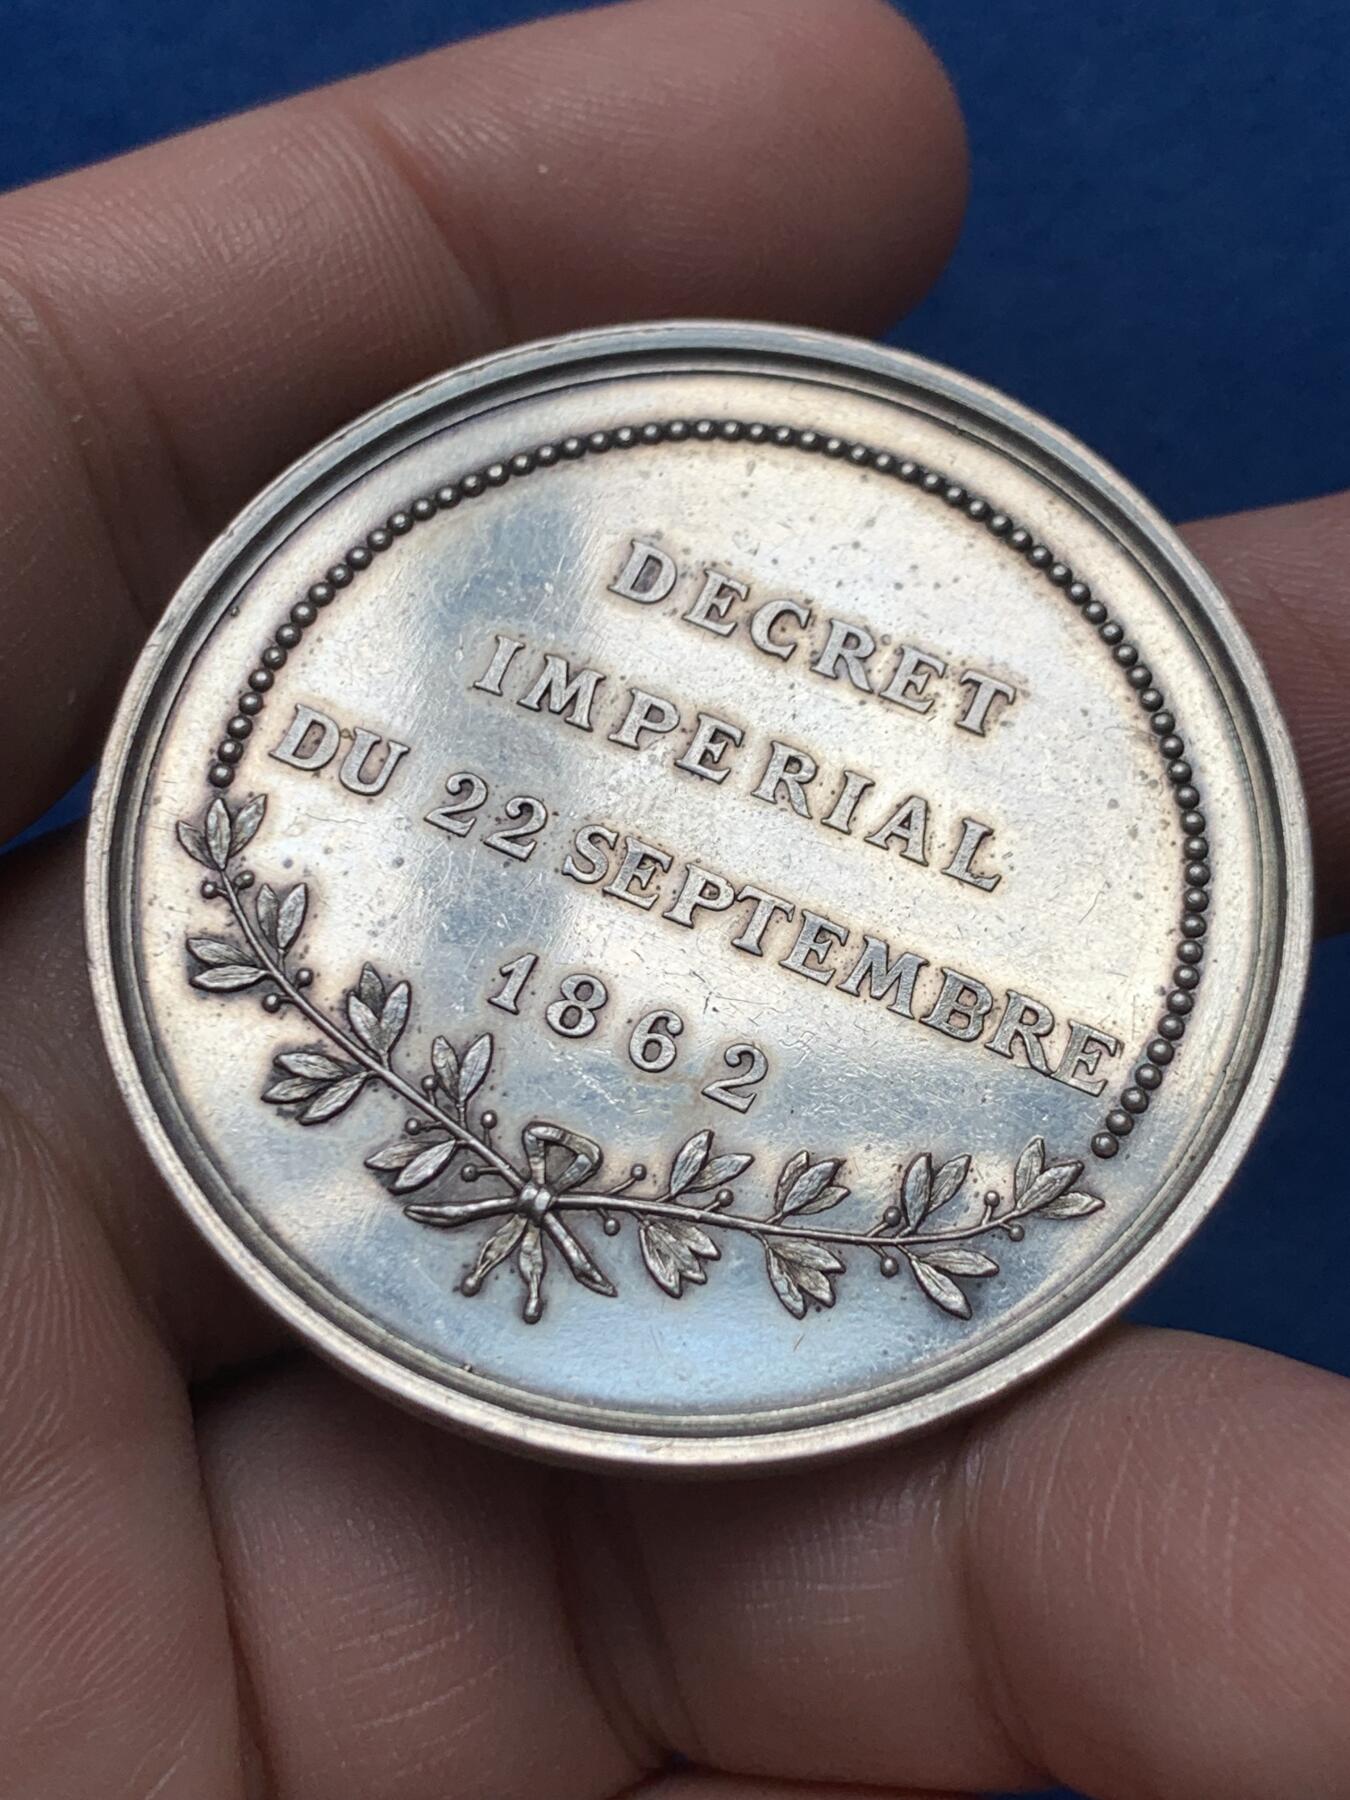 DECRET
IMPERIAL
DU 22 SEPTEMBRE
1862